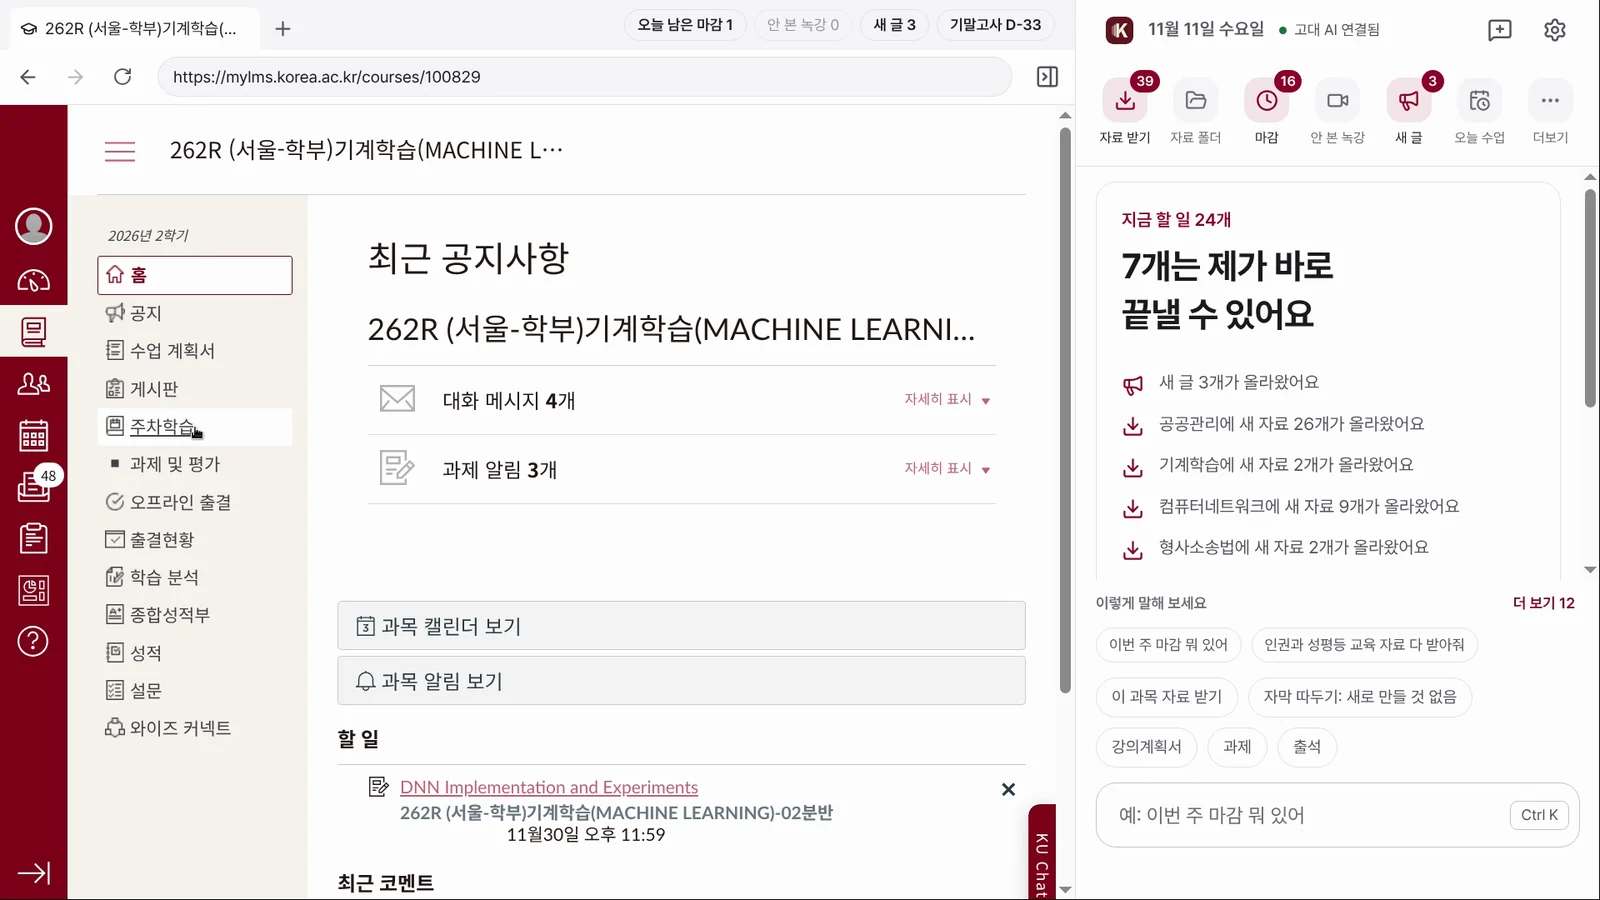 262R (서울-학부)기계학습(...
오늘 남은 마감 1
안 본 녹강 0
새 글 3
기말고사 D-33
https://mylms.korea.ac.kr/courses/100829
262R (서울-학부)기계학습(MACHINE L···
2026년 2학기
홈
공지
수업 계획서
게시판
주차학습
과제 및 평가
오프라인 출결
출결현황
학습 분석
종합성적부
성적
설문
와이즈 커넥트
48
최근 공지사항
262R (서울-학부)기계학습(MACHINE LEARNI...
대화 메시지 4개
자세히 표시
과제 알림 3개
자세히 표시
3
과목 캘린더 보기
과목 알림 보기
할 일
DNN Implementation and Experiments
262R (서울-학부)기계학습(MACHINE LEARNING)-02분반
11월30일 오후 11:59
최근 코멘트
KU Chat
K
11월 11일 수요일
고대 AI 연결됨
39
자료 받기
자료 폴더
16
마감
안 본 녹강
3
새 글
오늘 수업
더보기
지금 할 일 24개
7개는 제가 바로
끝낼 수 있어요
새 글 3개가 올라왔어요
공공관리에 새 자료 26개가 올라왔어요
기계학습에 새 자료 2개가 올라왔어요
컴퓨터네트워크에 새 자료 9개가 올라왔어요
형사소송법에 새 자료 2개가 올라왔어요
이렇게 말해 보세요
더 보기 12
이번 주 마감 뭐 있어
인권과 성평등 교육 자료 다 받아줘
이 과목 자료 받기
자막 따두기: 새로 만들 것 없음
강의계획서
과제
출석
예: 이번 주 마감 뭐 있어
Ctrl K